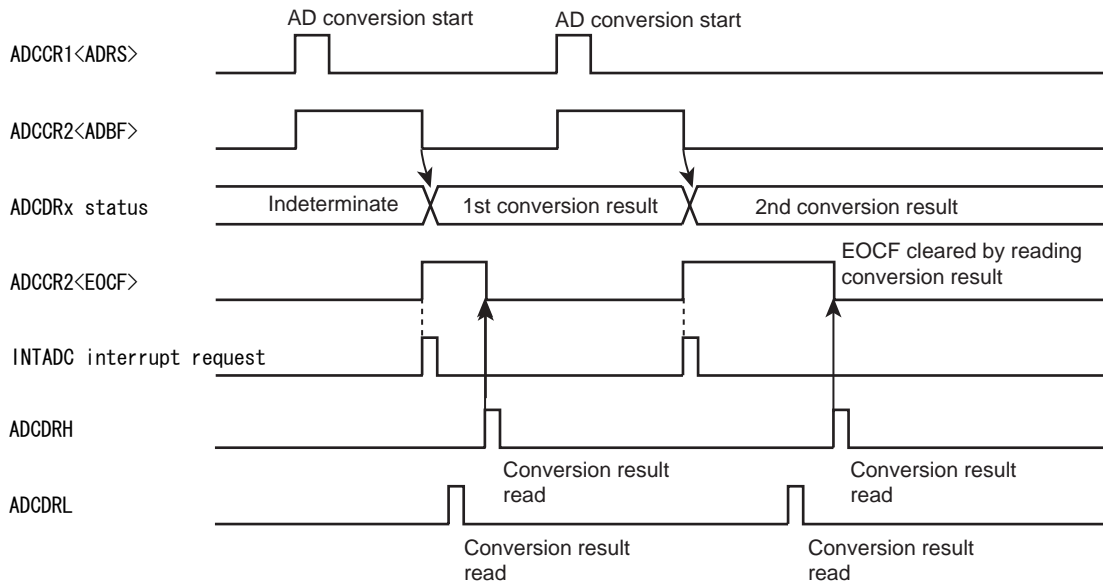 AD conversion start
AD conversion start
ADCCR1<ADRS>
ADCCR2<ADBF>
ADCDRx status
Indeterminate
1st conversion result
2nd conversion result
EOCF cleared by reading
conversion result
ADCCR2<EOCF>
INTADC interrupt request
ADCDRH
Conversion result
read
Conversion result
read
ADCDRL
Conversion result
read
Conversion result
read